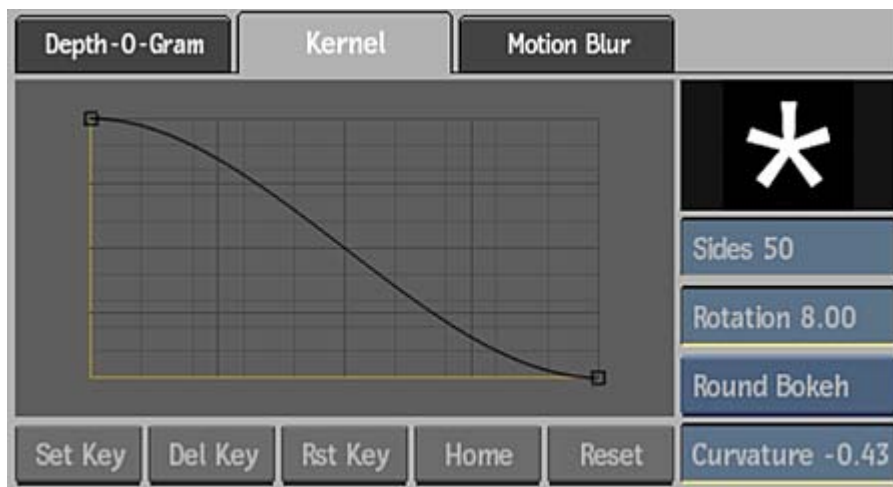 Depth-O-Gram Kernel Motion Blur
Sides 50
Rotation 8.00
Round Bokeh
Set Key Del Key Rst Key Home Reset Curvature -0.43